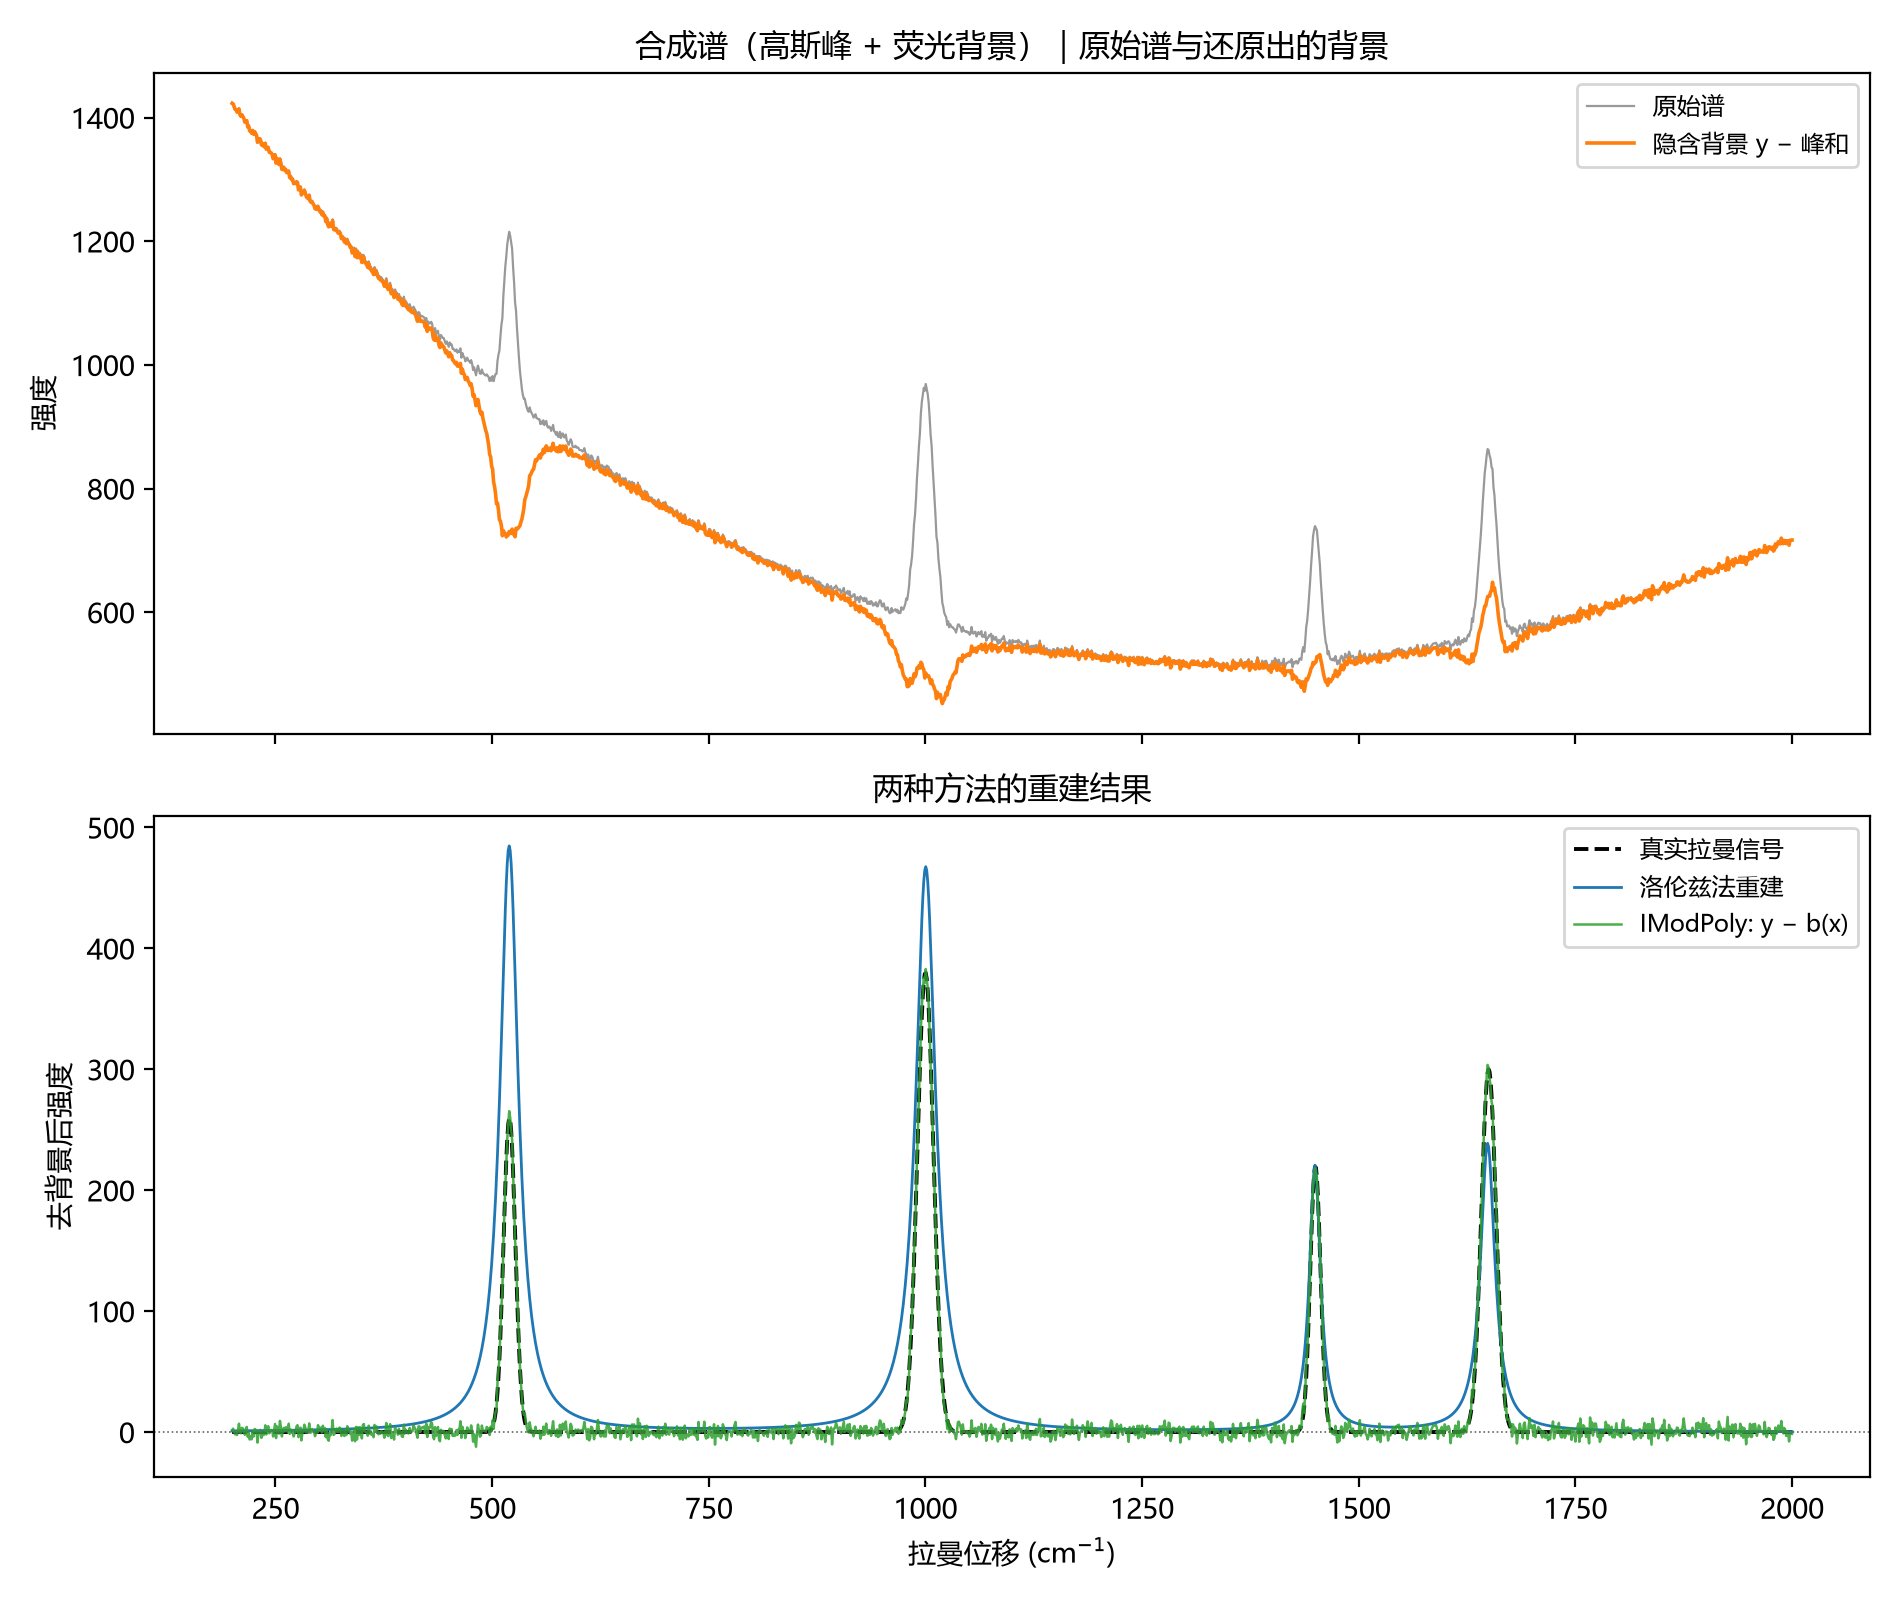 合成谱（高斯峰 + 荧光背景） | 原始谱与还原出的背景
强度
1400
1200
1000
800
600
原始谱
隐含背景 y − 峰和
两种方法的重建结果
去背景后强度
500
400
300
200
100
0
真实拉曼信号
洛伦兹法重建
IModPoly: y − b(x)
250 500 750 1000 1250 1500 1750 2000
拉曼位移 (cm⁻¹)